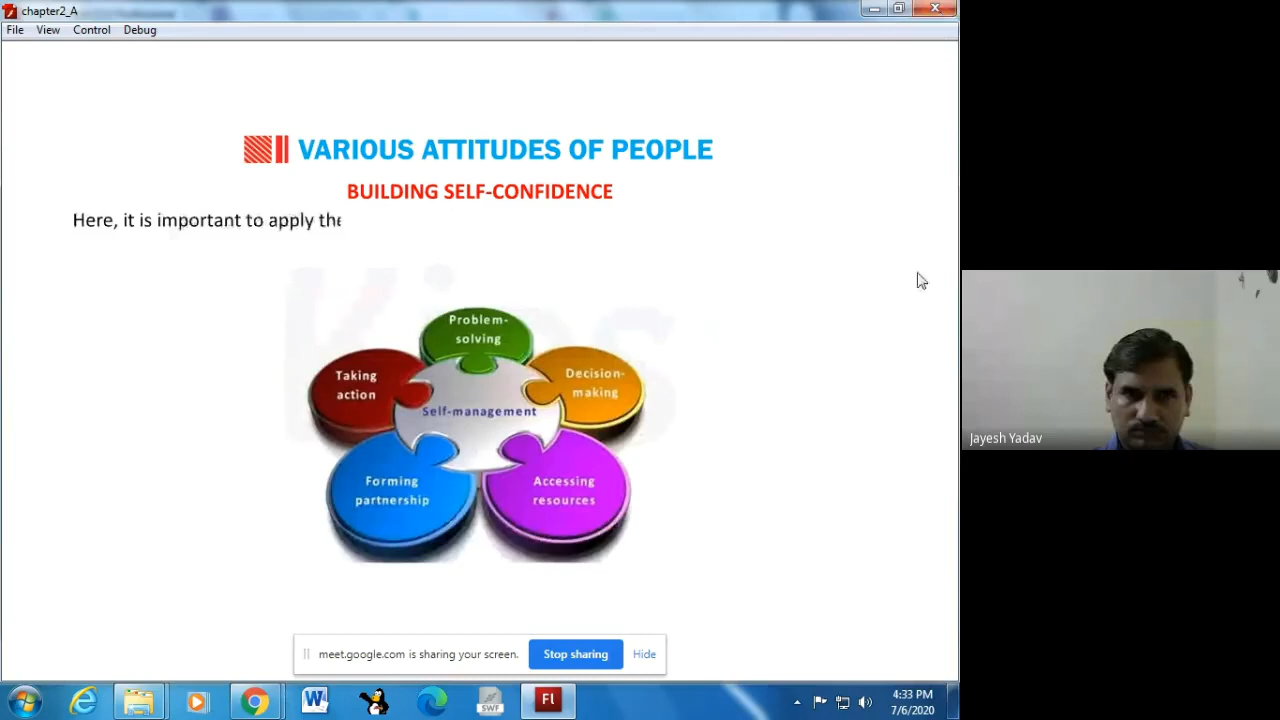 chapter2_A
File View Control Debug
VARIOUS ATTITUDES OF PEOPLE
BUILDING SELF-CONFIDENCE
Here, it is important to apply the
Problem-
solving
Taking
action
Decision-
making
Self-management
Forming
partnership
Accessing
resources
Jayesh Yadav
meet.google.com is sharing your screen. Stop sharing Hide
SWF
Fl
4:33 PM
7/6/2020